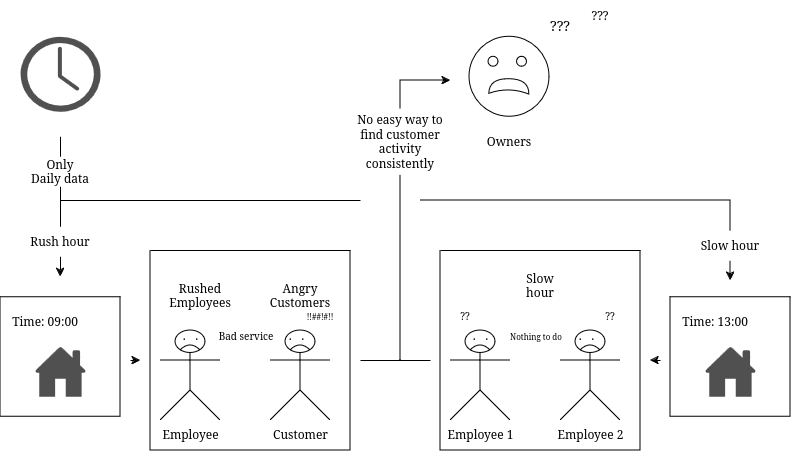 ???
???
No easy way to
find customer
activity
consistently
Owners
Only
Daily data
Rush hour
Slow hour
Time: 09:00
Rushed
Employees
Angry
Customers
!!##!#!!
Bad service
Employee
Customer
Slow
hour
??
??
Nothing to do
Employee 1
Employee 2
Time: 13:00